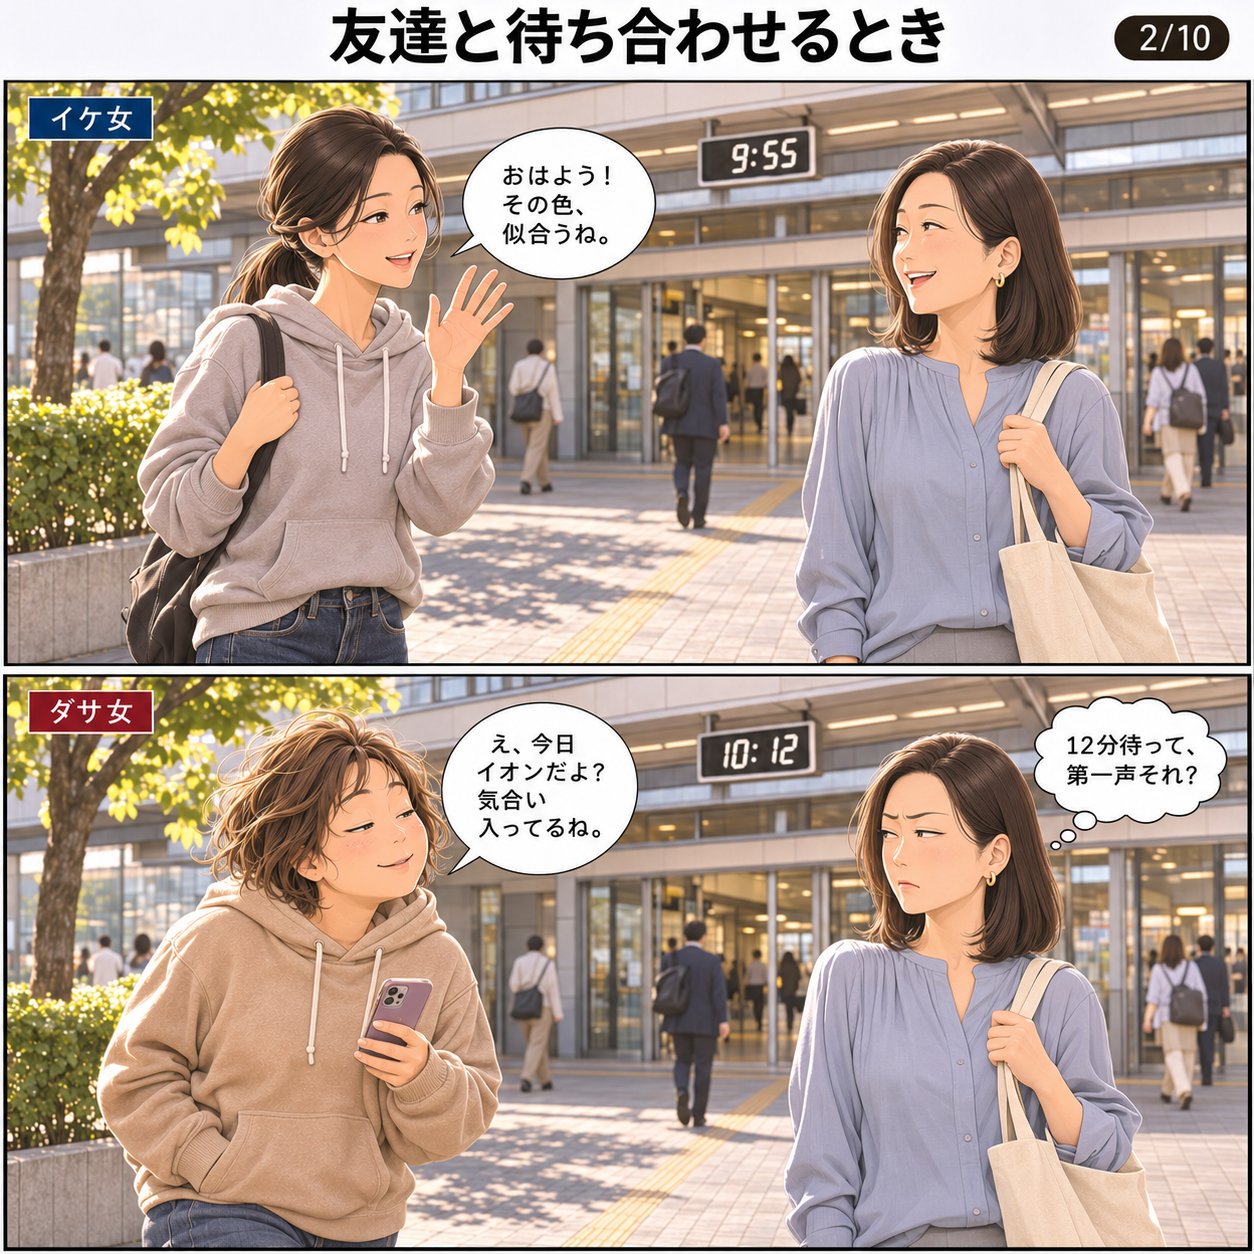 友達と待ち合わせるとき
2/10
イケ女
おはよう！
その色、
似合うね。
9:55
ダサ女
え、今日
イオンだよ？
気合い
入ってるね。
10:12
12分待って、
第一声それ？